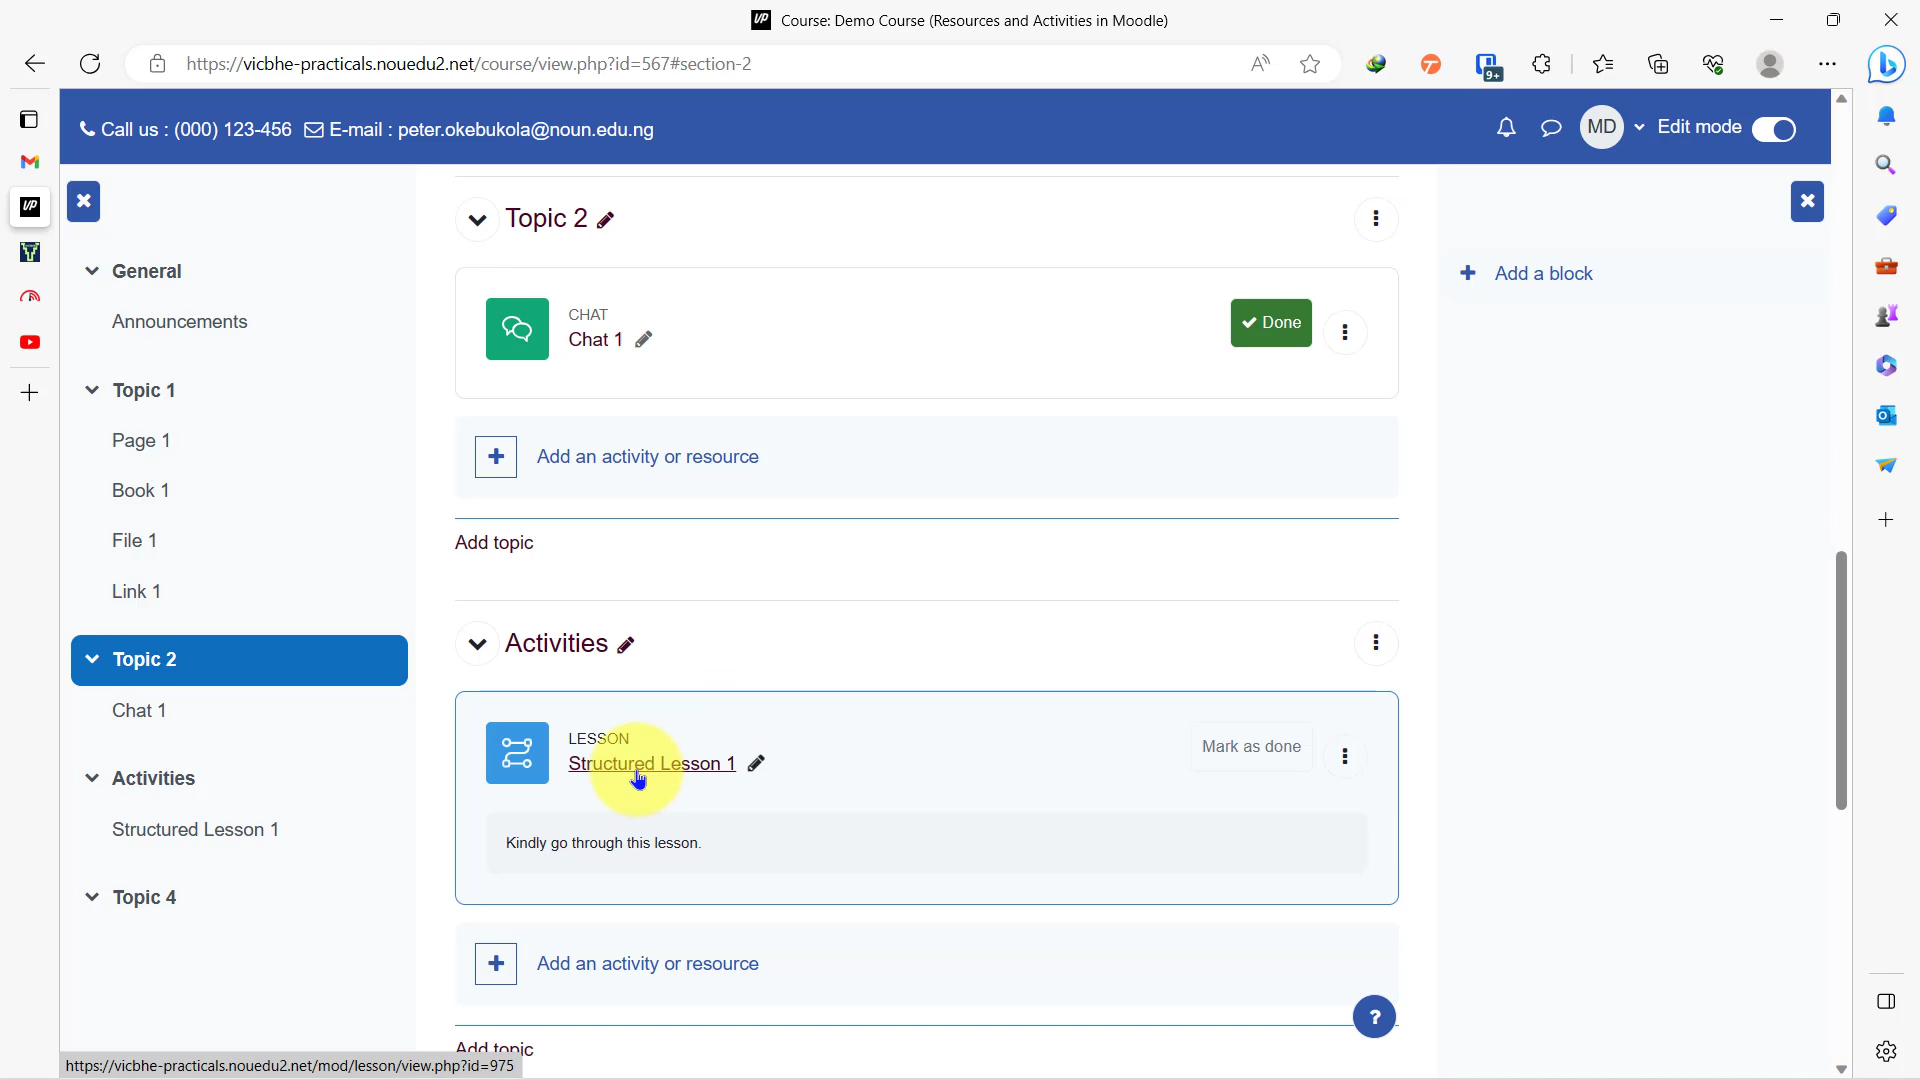 Course: Demo Course (Resources and Activities in Moodle)
https://vicbhe-practicals.nouedu2.net/course/view.php?id=567#section-2
9+
Call us : (000) 123-456 E-mail : peter.okebukola@noun.edu.ng
MD
Edit mode
General
Announcements
Topic 1
Page 1
Book 1
File 1
Link 1
Topic 2
Chat 1
Activities
Structured Lesson 1
Topic 4
Topic 2
CHAT
Chat 1
Done
Add an activity or resource
Add topic
Activities
LESSON
Structured Lesson 1
Mark as done
Kindly go through this lesson.
Add an activity or resource
Add topic
Add a block
?
https://vicbhe-practicals.nouedu2.net/mod/lesson/view.php?id=975